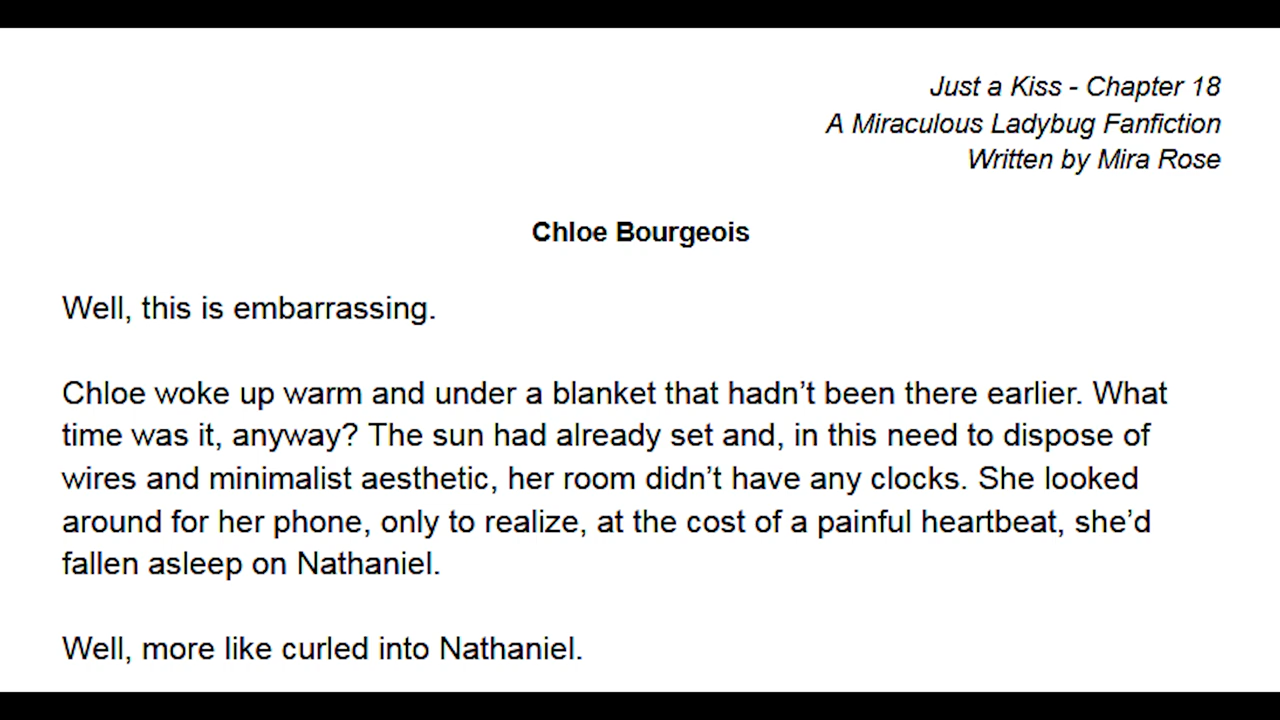 Just a Kiss - Chapter 18
A Miraculous Ladybug Fanfiction
Written by Mira Rose
Chloe Bourgeois
Well, this is embarrassing.
Chloe woke up warm and under a blanket that hadn’t been there earlier. What
time was it, anyway? The sun had already set and, in this need to dispose of
wires and minimalist aesthetic, her room didn’t have any clocks. She looked
around for her phone, only to realize, at the cost of a painful heartbeat, she’d
fallen asleep on Nathaniel.
Well, more like curled into Nathaniel.